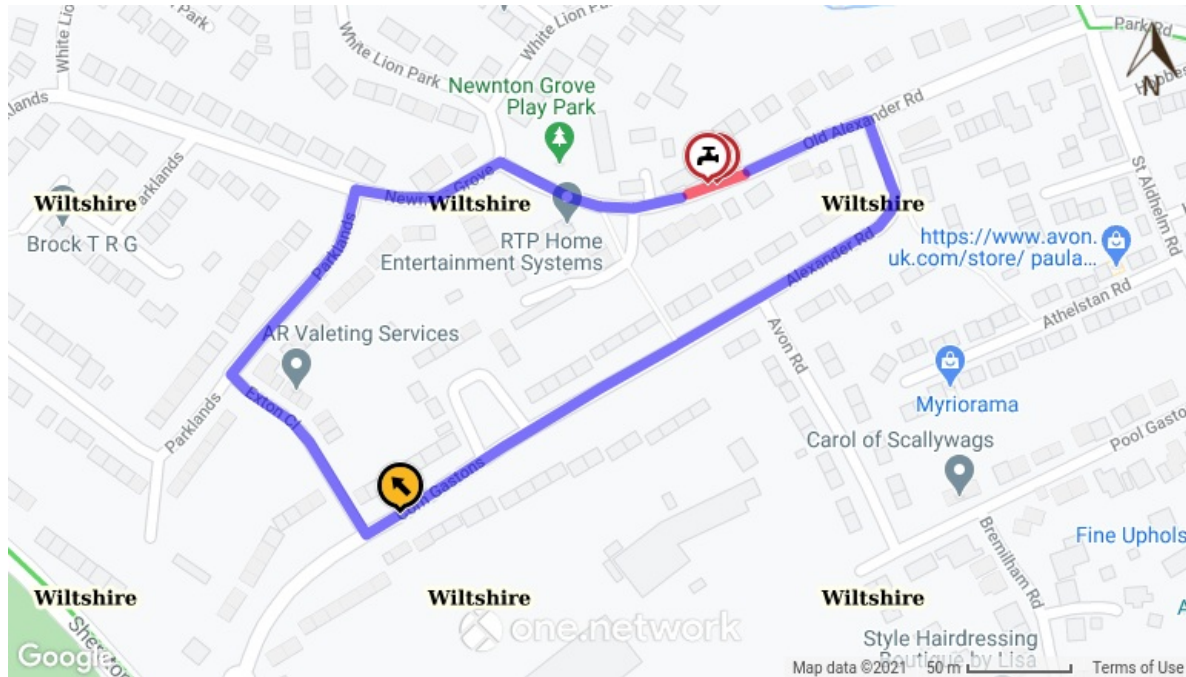 White Lion Park
White Lion Park
White Lion Park
Park Rd
N
Newnton Grove
Play Park
Old Alexander Rd
Parklands
Newnton Grove
Wiltshire
Wiltshire
Wiltshire
St Aldhelm Rd
Brock T R G
RTP Home
Entertainment Systems
https://www.avon.
uk.com/store/ paula...
Parklands
Alexander Rd
Athelstan Rd
AR Valeting Services
Avon Rd
Exton Cl
Myriorama
Parklands
Carol of Scallywags
Pool Gasto
Corn Gastons
Bremilham Rd
Fine Uphols
Wiltshire
Wiltshire
Wiltshire
one.network
Style Hairdressing
Boutique by Lisa
Google
Map data ©2021
50 m
Terms of Use